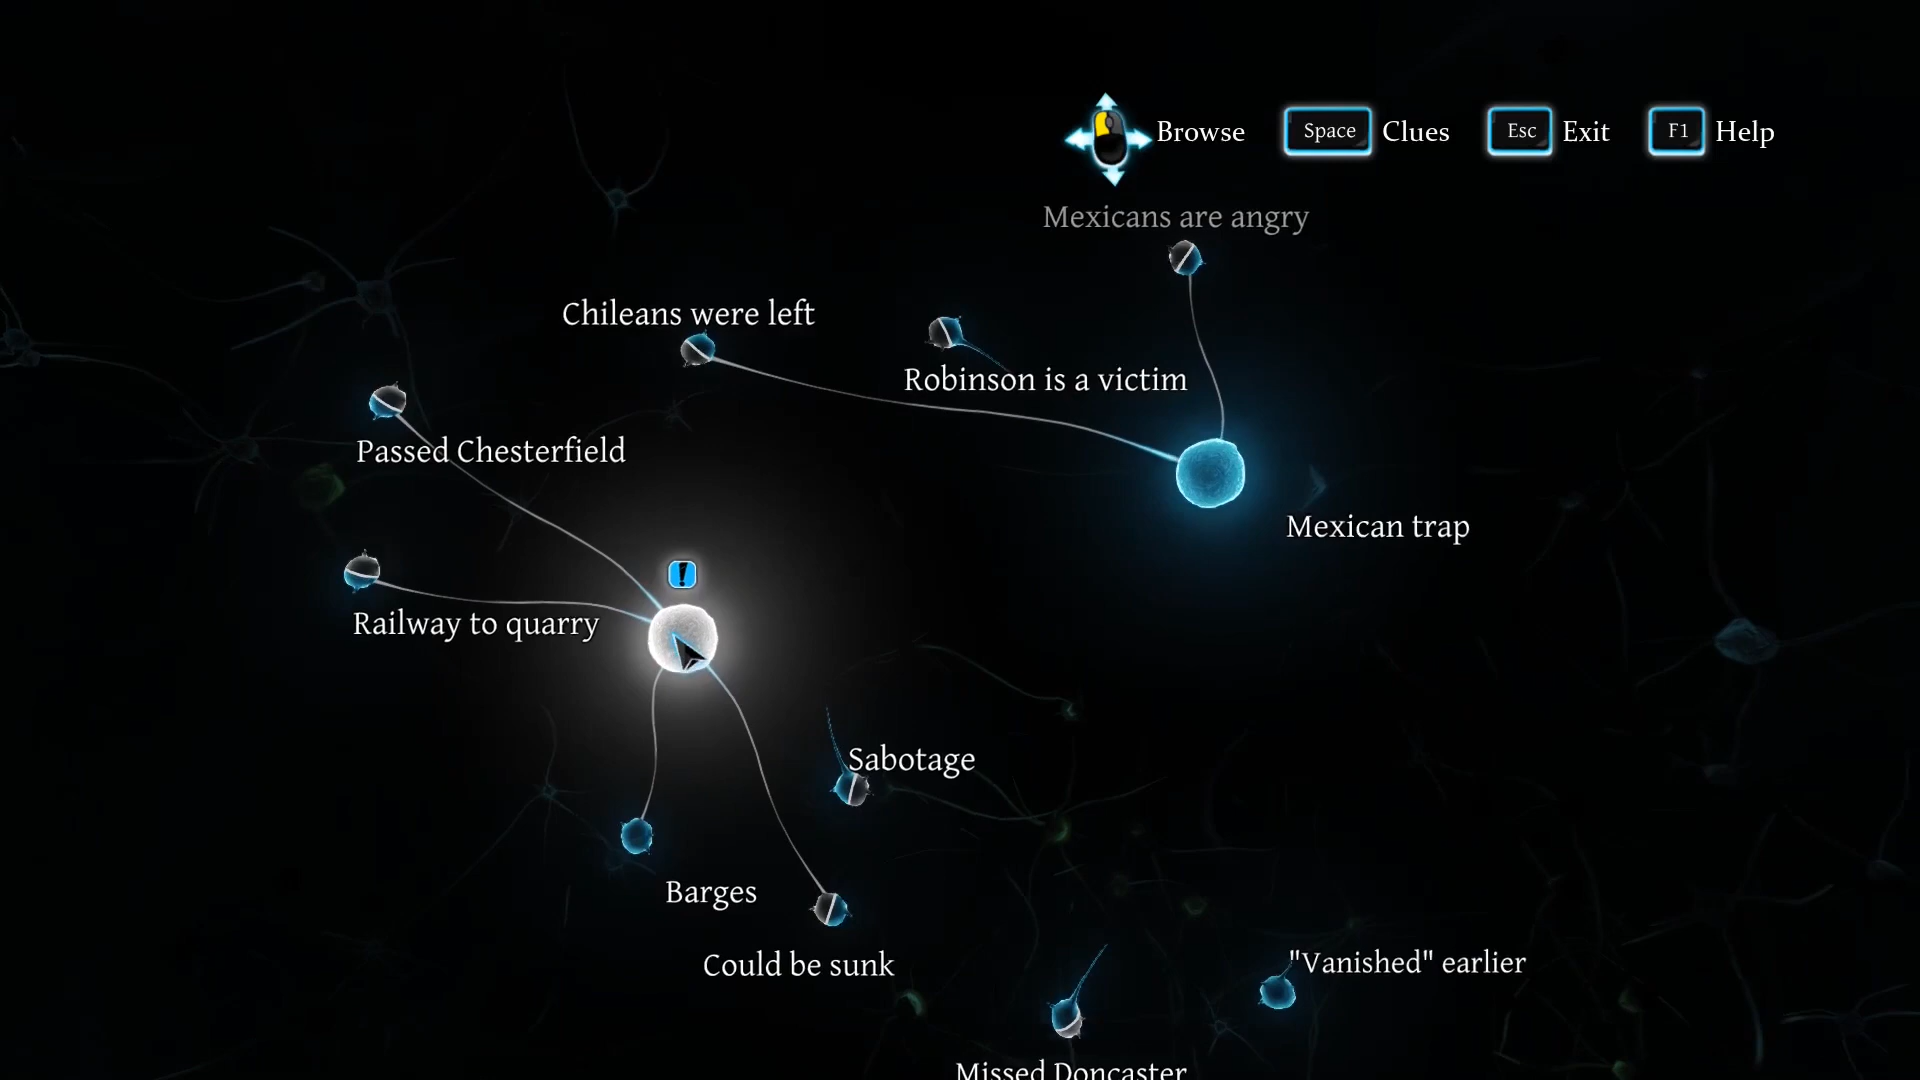 Browse
Space
Clues
Esc
Exit
F1
Help
Mexicans are angry
Chileans were left
Robinson is a victim
Passed Chesterfield
Mexican trap
!
Railway to quarry
Sabotage
Barges
Could be sunk
"Vanished" earlier
Missed Doncaster